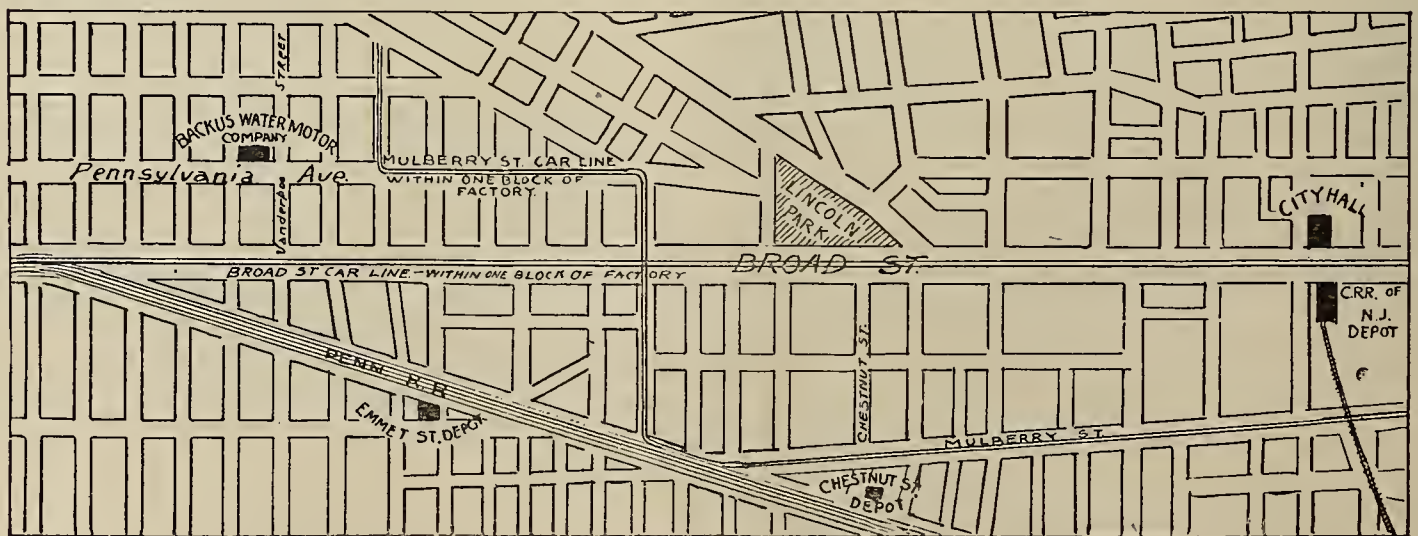 STREET
BACKUS WATER MOTOR
COMPANY
Pennsylvania Ave.
Vanderpool
MULBERRY ST. CAR LINE
WITHIN ONE BLOCK OF
FACTORY.
LINCOLN
PARK
CITY HALL
BROAD ST.
BROAD ST CAR LINE-WITHIN ONE BLOCK OF FACTORY
C.R.R. OF
N.J.
DEPOT
PENN R.R
CHESTNUT ST.
EMMET ST. DEPOT
MULBERRY ST.
CHESTNUT ST.
DEPOT